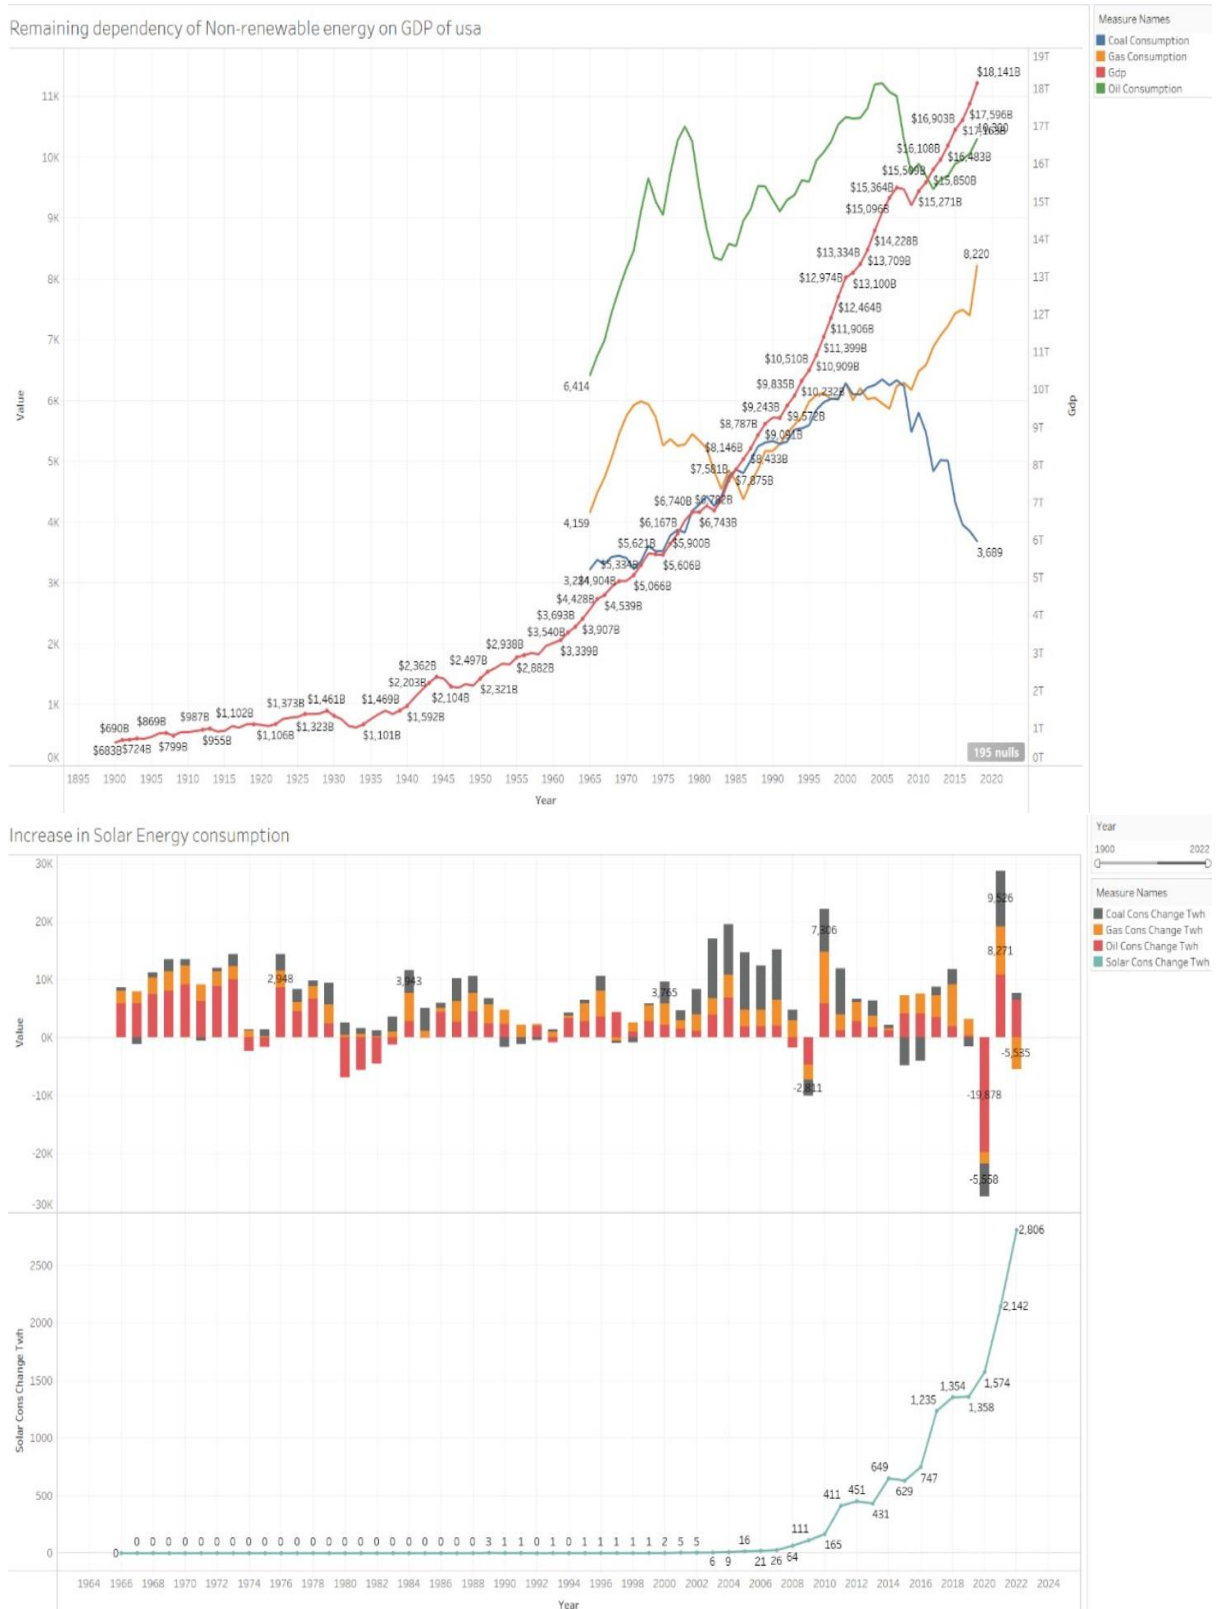 Remaining dependency of Non-renewable energy on GDP of usa
Measure Names
Coal Consumption
Gas Consumption
Gdp
Oil Consumption
11K
10K
9K
8K
7K
6K
5K
4K
3K
2K
1K
0K
Value
19T
18T
17T
16T
15T
14T
13T
12T
11T
10T
9T
8T
7T
6T
5T
4T
3T
2T
1T
0T
Gdp
$18,141B
$17,596B
$16,903B
$16,108B
$16,483B
$15,850B
$15,364B
$15,271B
$15,096B
$14,228B
$13,334B
$13,709B
$12,974B
$13,100B
$12,464B
$11,906B
$11,399B
$10,510B
$10,909B
$9,835B
$10,232B
$9,243B
$9,572B
$8,787B
$9,091B
$8,146B
$8,433B
$7,581B
$7,875B
$6,740B
$6,782B
$6,167B
$6,743B
$5,621B
$5,900B
$5,334B
$5,606B
$4,904B
$5,066B
$4,428B
$4,539B
$3,693B
$3,907B
$3,540B
$3,339B
$2,938B
$2,882B
$2,497B
$2,321B
$2,362B
$2,203B
$2,104B
$1,469B
$1,592B
$1,461B
$1,101B
$1,373B
$1,323B
$1,102B
$1,106B
$987B
$955B
$869B
$799B
$690B
$683B
$724B
6,414
4,159
8,220
3,689
195 nulls
1895 1900 1905 1910 1915 1920 1925 1930 1935 1940 1945 1950 1955 1960 1965 1970 1975 1980 1985 1990 1995 2000 2005 2010 2015 2020
Year
Increase in Solar Energy consumption
Year
1900 2022
Measure Names
Coal Cons Change Twh
Gas Cons Change Twh
Oil Cons Change Twh
Solar Cons Change Twh
30K
20K
10K
0K
-10K
-20K
-30K
Value
2,948
3,943
3,765
-2,811
7,306
-19,878
-5,558
9,526
8,271
-5,535
2500
2000
1500
1000
500
0
Solar Cons Change Twh
0 0 0 0 0 0 0 0 0 0 0 0 0 0 0 0 0 0 0 0 0 0 0 3 1 1 0 1 0 1 1 1 1 1 2 5 5
6 9 16 21 26 64 111 165 411 451 431 649 629 747 1,235 1,354 1,358 1,574 2,142 2,806
1964 1966 1968 1970 1972 1974 1976 1978 1980 1982 1984 1986 1988 1990 1992 1994 1996 1998 2000 2002 2004 2006 2008 2010 2012 2014 2016 2018 2020 2022 2024
Year